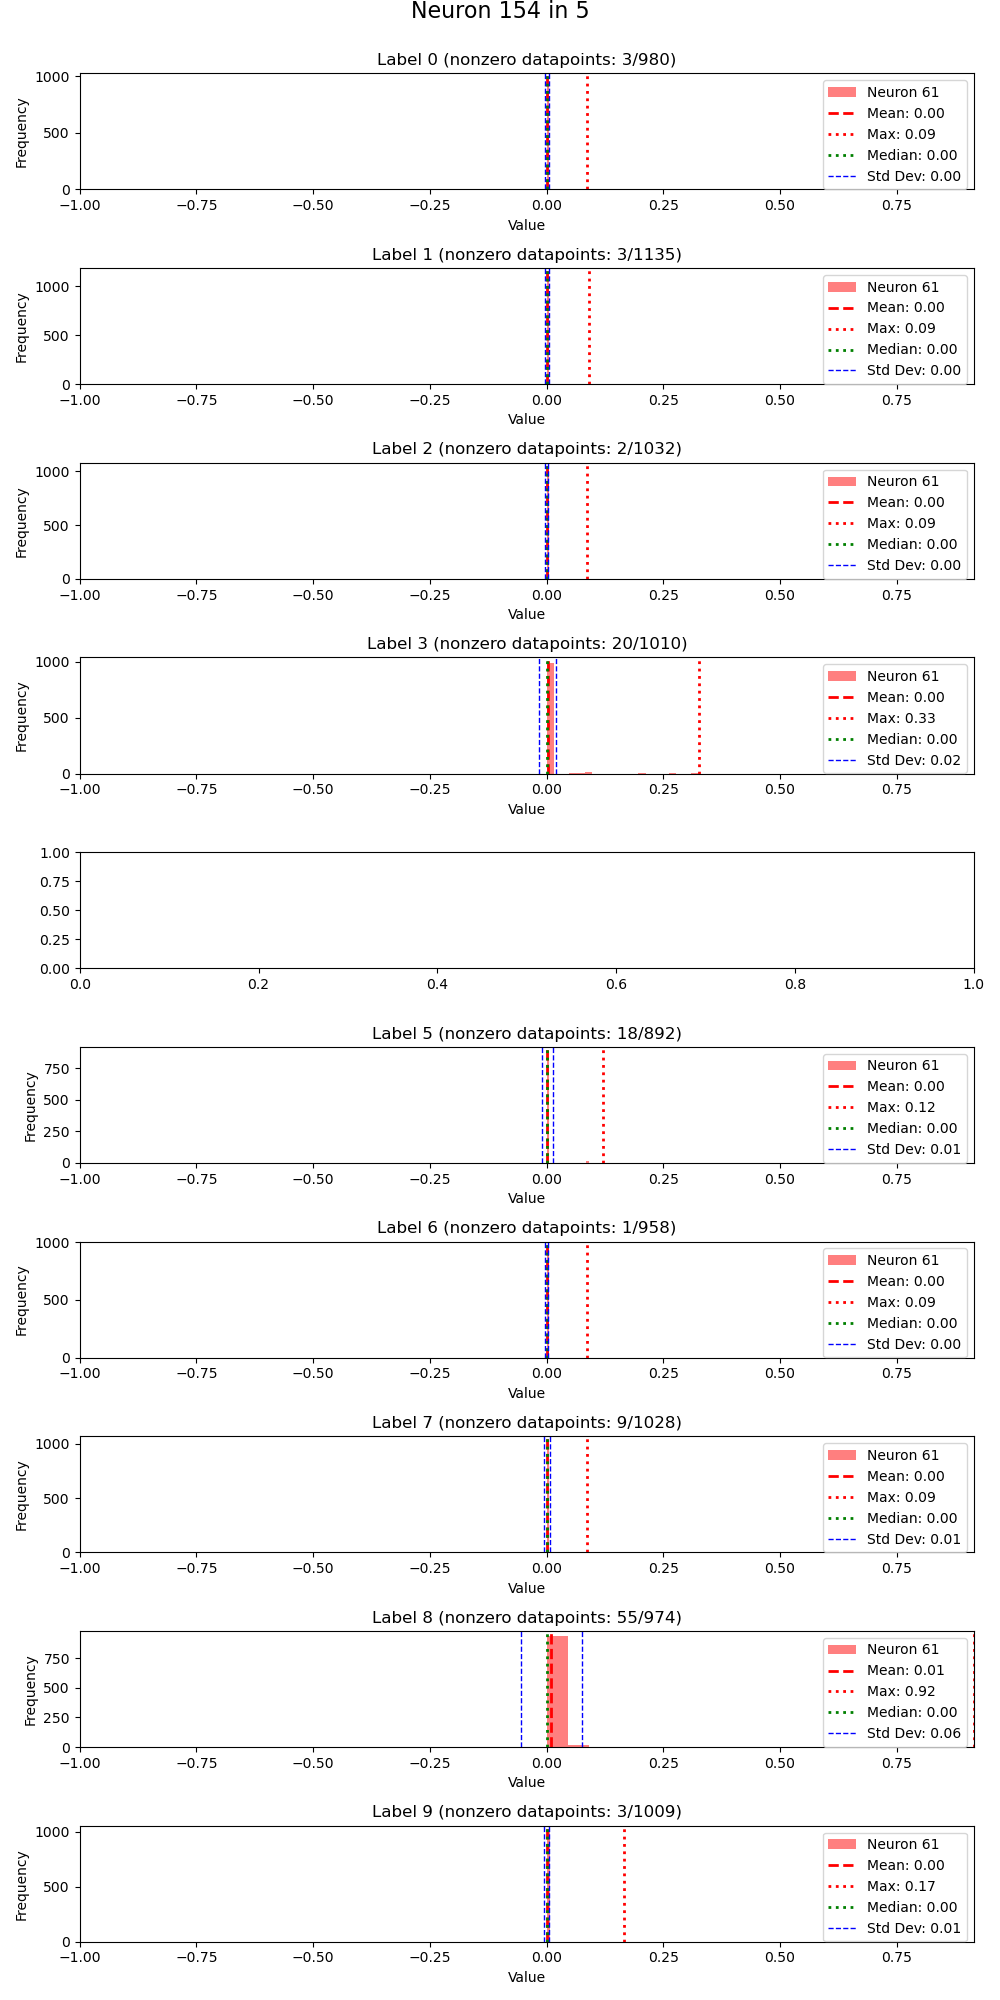 Neuron 154 in 5
Label 0 (nonzero datapoints: 3/980)
1000
500
0
Frequency
−1.00 −0.75 −0.50 −0.25 0.00 0.25 0.50 0.75
Value
Neuron 61
Mean: 0.00
Max: 0.09
Median: 0.00
Std Dev: 0.00
Label 1 (nonzero datapoints: 3/1135)
1000
500
0
Frequency
−1.00 −0.75 −0.50 −0.25 0.00 0.25 0.50 0.75
Value
Neuron 61
Mean: 0.00
Max: 0.09
Median: 0.00
Std Dev: 0.00
Label 2 (nonzero datapoints: 2/1032)
1000
500
0
Frequency
−1.00 −0.75 −0.50 −0.25 0.00 0.25 0.50 0.75
Value
Neuron 61
Mean: 0.00
Max: 0.09
Median: 0.00
Std Dev: 0.00
Label 3 (nonzero datapoints: 20/1010)
1000
500
0
Frequency
−1.00 −0.75 −0.50 −0.25 0.00 0.25 0.50 0.75
Value
Neuron 61
Mean: 0.00
Max: 0.33
Median: 0.00
Std Dev: 0.02
1.00
0.75
0.50
0.25
0.00
0.0 0.2 0.4 0.6 0.8 1.0
Label 5 (nonzero datapoints: 18/892)
750
500
250
0
Frequency
−1.00 −0.75 −0.50 −0.25 0.00 0.25 0.50 0.75
Value
Neuron 61
Mean: 0.00
Max: 0.12
Median: 0.00
Std Dev: 0.01
Label 6 (nonzero datapoints: 1/958)
1000
500
0
Frequency
−1.00 −0.75 −0.50 −0.25 0.00 0.25 0.50 0.75
Value
Neuron 61
Mean: 0.00
Max: 0.09
Median: 0.00
Std Dev: 0.00
Label 7 (nonzero datapoints: 9/1028)
1000
500
0
Frequency
−1.00 −0.75 −0.50 −0.25 0.00 0.25 0.50 0.75
Value
Neuron 61
Mean: 0.00
Max: 0.09
Median: 0.00
Std Dev: 0.01
Label 8 (nonzero datapoints: 55/974)
750
500
250
0
Frequency
−1.00 −0.75 −0.50 −0.25 0.00 0.25 0.50 0.75
Value
Neuron 61
Mean: 0.01
Max: 0.92
Median: 0.00
Std Dev: 0.06
Label 9 (nonzero datapoints: 3/1009)
1000
500
0
Frequency
−1.00 −0.75 −0.50 −0.25 0.00 0.25 0.50 0.75
Value
Neuron 61
Mean: 0.00
Max: 0.17
Median: 0.00
Std Dev: 0.01